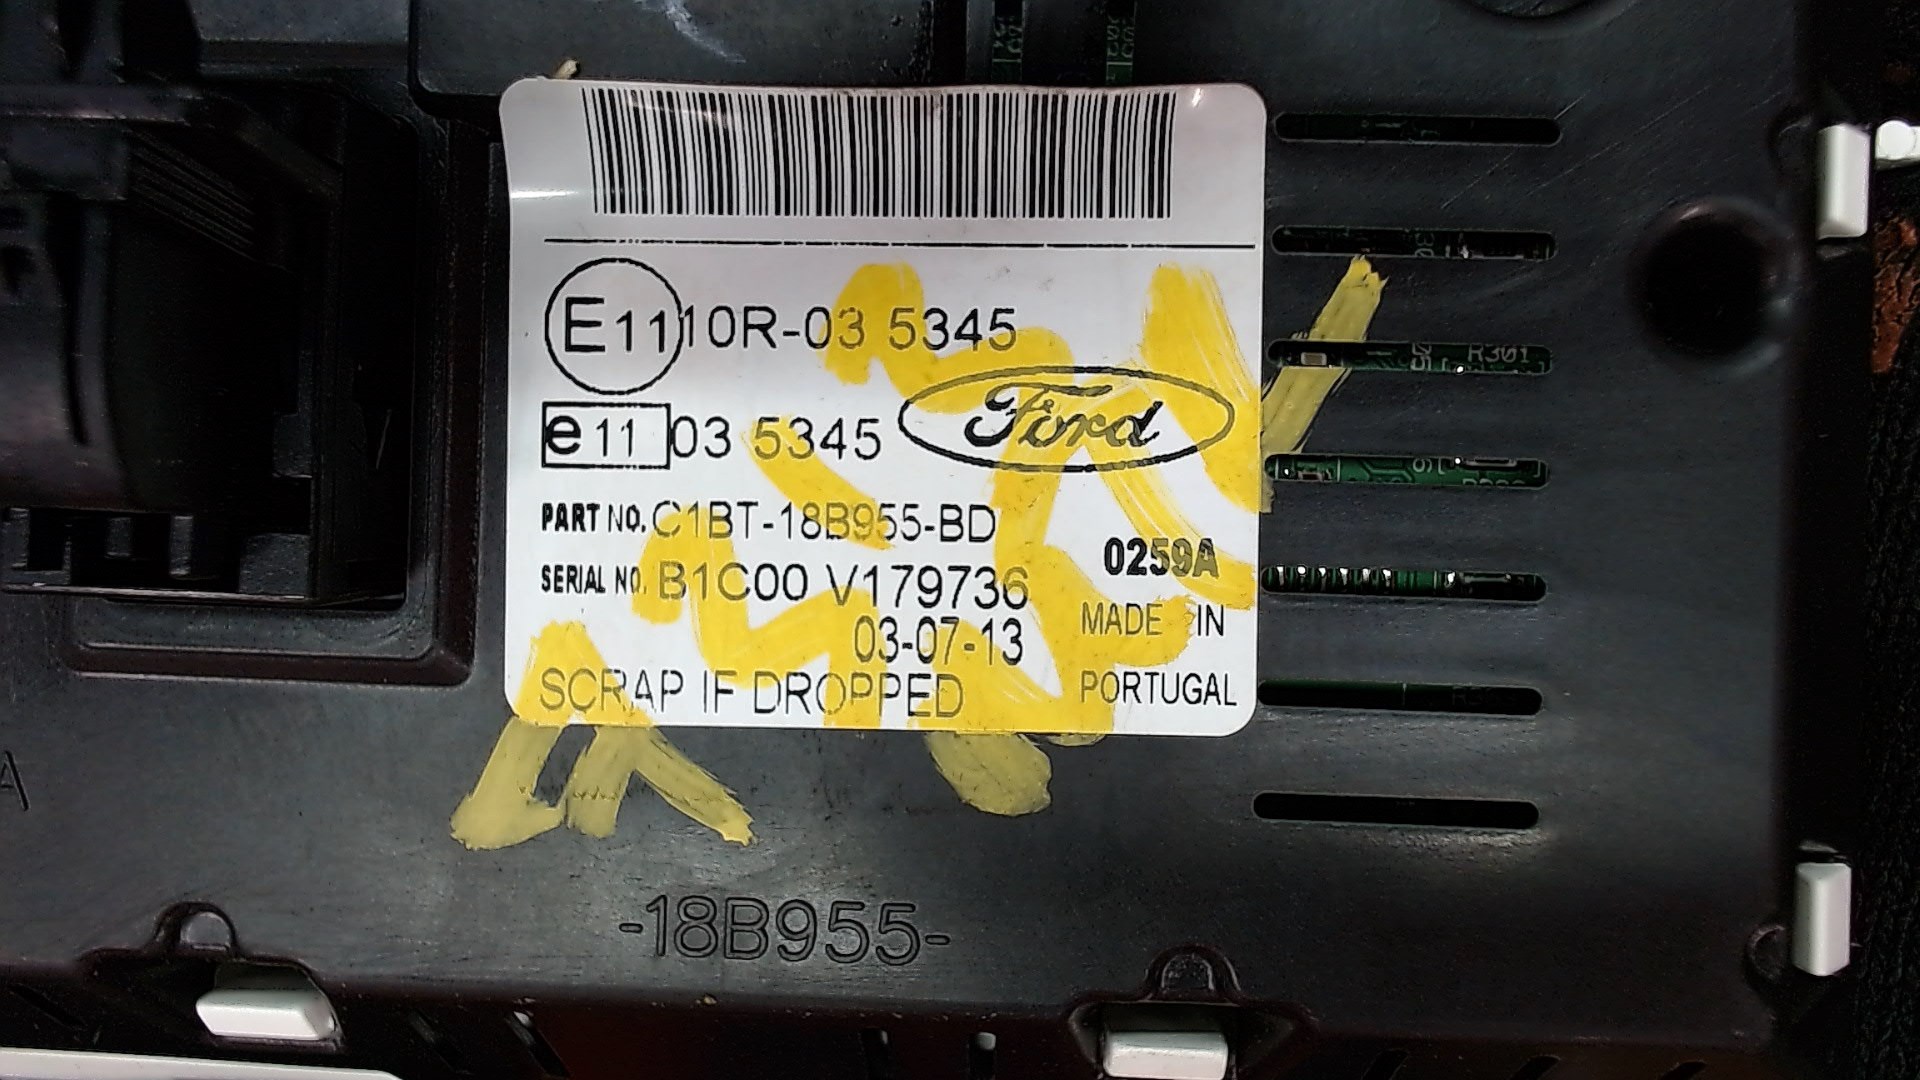 E11 10R-03 5345
e11 03 5345
Ford
PART NO. C1BT-18B955-BD
SERIAL NO. B1C00 V179736
0259A
03-07-13
MADE IN
PORTUGAL
SCRAP IF DROPPED
-18B955-
R301